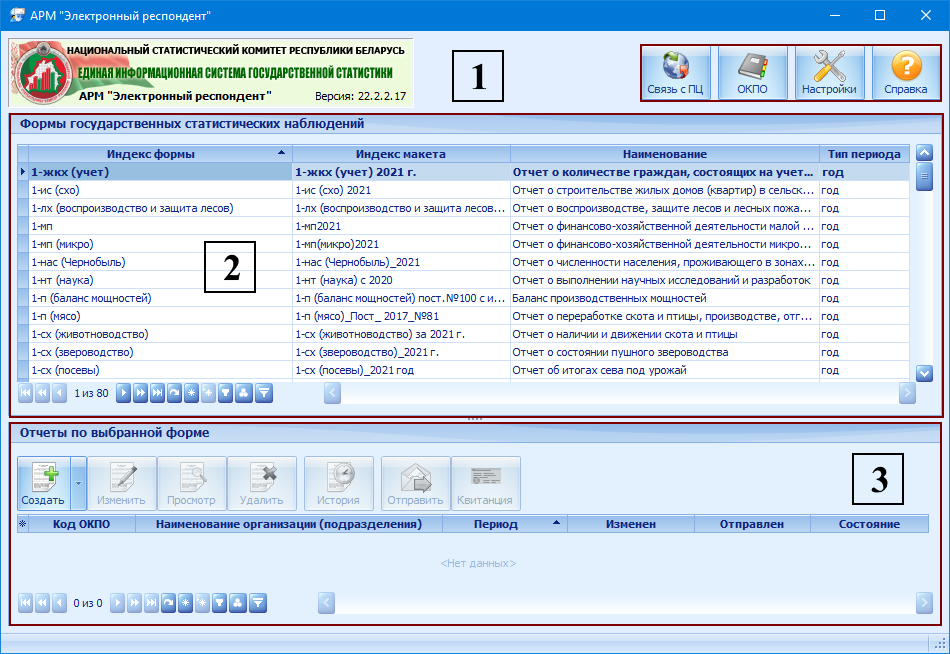 АРМ "Электронный респондент"
НАЦИОНАЛЬНЫЙ СТАТИСТИЧЕСКИЙ КОМИТЕТ РЕСПУБЛИКИ БЕЛАРУСЬ
ЕДИНАЯ ИНФОРМАЦИОННАЯ СИСТЕМА ГОСУДАРСТВЕННОЙ СТАТИСТИКИ
АРМ "Электронный респондент" Версия: 22.2.2.17
1
Связь с ПЦ ОКПО Настройки Справка
Формы государственных статистических наблюдений
Индекс формы Индекс макета Наименование Тип периода
1-жкх (учет) 1-жкх (учет) 2021 г. Отчет о количестве граждан, состоящих на учет... год
1-ис (схо) 1-ис (схо) 2021 Отчет о строительстве жилых домов (квартир) в сельск... год
1-лх (воспроизводство и защита лесов) 1-лх (воспроизводство и защита лесов... Отчет о воспроизводстве, защите лесов и лесных пожа... год
1-мп 1-мп2021 Отчет о финансово-хозяйственной деятельности малой ... год
1-мп (микро) 1-мп(микро)2021 Отчет о финансово-хозяйственной деятельности микро... год
1-нас (Чернобыль) 1-нас (Чернобыль)_2021 Отчет о численности населения, проживающего в зонах... год
1-нт (наука) 1-нт (наука) с 2020 Отчет о выполнении научных исследований и разработок год
1-п (баланс мощностей) 1-п (баланс мощностей) пост.№100 с и... Баланс производственных мощностей год
1-п (мясо) 1-п (мясо)_Пост_ 2017_№81 Отчет о переработке скота и птицы, производстве, отг... год
1-сх (животноводство) 1-сх (животноводство) за 2021 г. Отчет о наличии и движении скота и птицы год
1-сх (звероводство) 1-сх (звероводство)_2021 г. Отчет о состоянии пушного звероводства год
1-сх (посевы) 1-сх (посевы)_2021 год Отчет об итогах сева под урожай год
2
1 из 80
Отчеты по выбранной форме
Создать Изменить Просмотр Удалить История Отправить Квитанция
3
Код ОКПО Наименование организации (подразделения) Период Изменен Отправлен Состояние
<Нет данных>
0 из 0